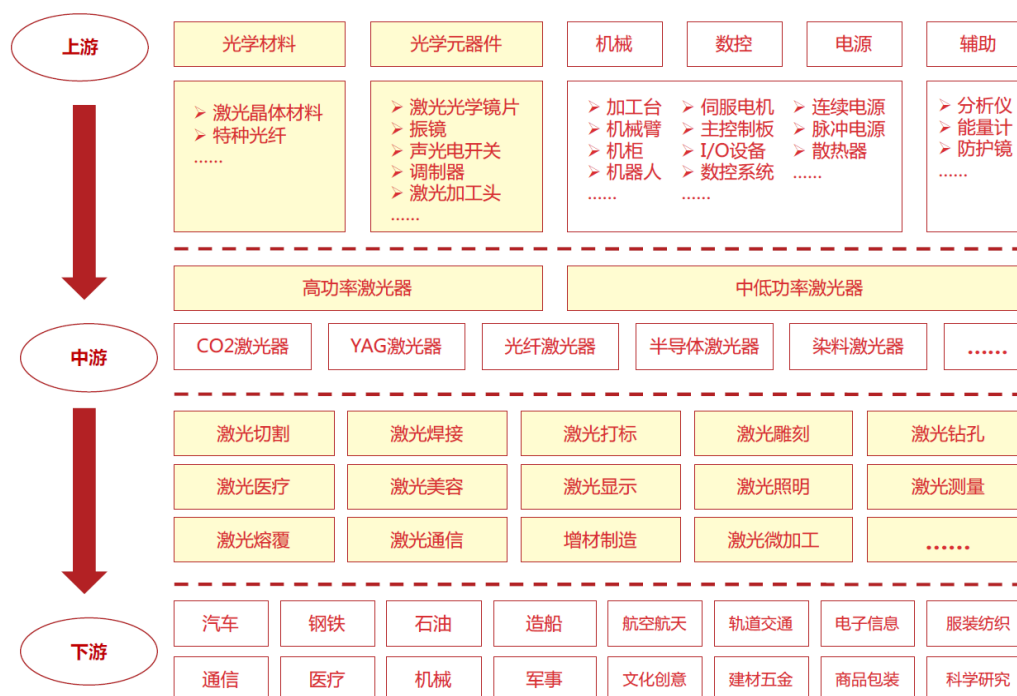 上游
光学材料
光学元器件
机械
数控
电源
辅助
➢ 激光晶体材料
➢ 特种光纤
......
➢ 激光光学镜片
➢ 振镜
➢ 声光电开关
➢ 调制器
➢ 激光加工头
......
➢ 加工台
➢ 机械臂
➢ 机柜
➢ 机器人
......
➢ 伺服电机
➢ 主控制板
➢ I/O设备
➢ 数控系统
......
➢ 连续电源
➢ 脉冲电源
➢ 散热器
......
➢ 分析仪
➢ 能量计
➢ 防护镜
......
高功率激光器
中低功率激光器
中游
CO2激光器
YAG激光器
光纤激光器
半导体激光器
染料激光器
......
激光切割
激光焊接
激光打标
激光雕刻
激光钻孔
激光医疗
激光美容
激光显示
激光照明
激光测量
激光熔覆
激光通信
增材制造
激光微加工
......
下游
汽车
钢铁
石油
造船
航空航天
轨道交通
电子信息
服装纺织
通信
医疗
机械
军事
文化创意
建材五金
商品包装
科学研究